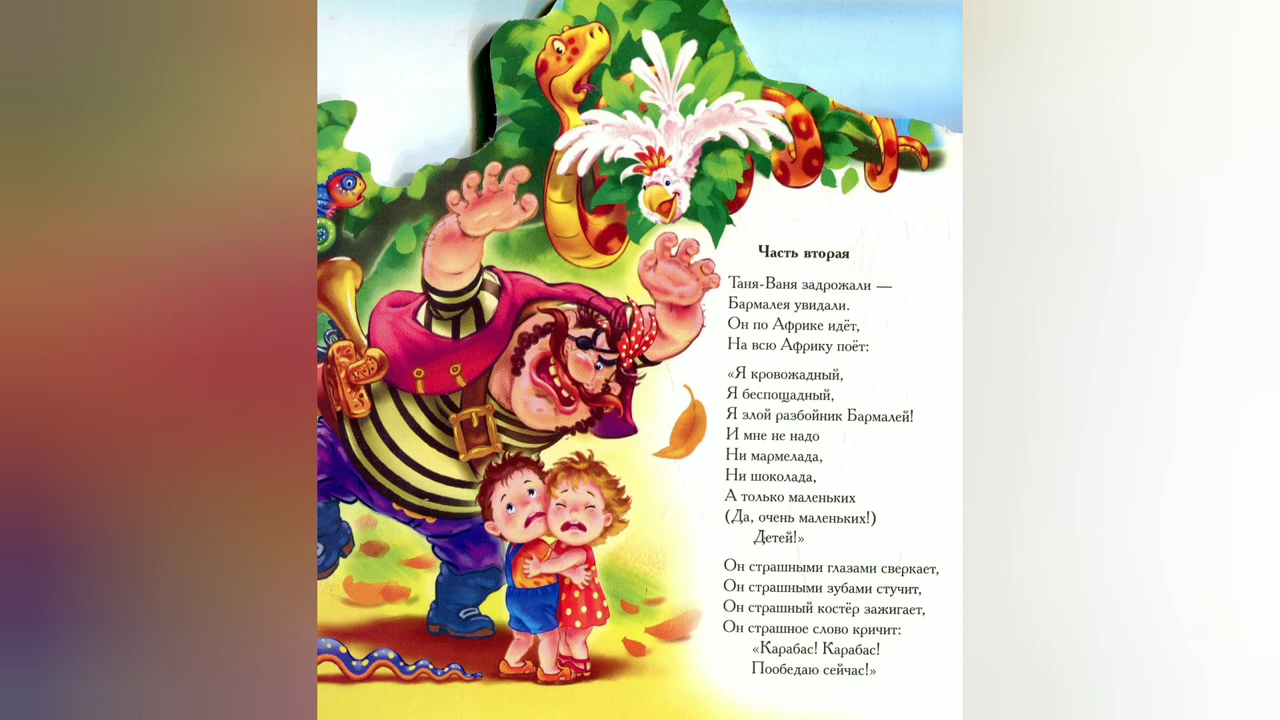 Часть вторая
Таня-Ваня задрожали —
Бармалея увидали.
Он по Африке идёт,
На всю Африку поёт:
«Я кровожадный,
Я беспощадный,
Я злой разбойник Бармалей!
И мне не надо
Ни мармелада,
Ни шоколада,
А только маленьких
(Да, очень маленьких!)
Детей!»
Он страшными глазами сверкает,
Он страшными зубами стучит,
Он страшный костёр зажигает,
Он страшное слово кричит:
«Карабас! Карабас!
Пообедаю сейчас!»